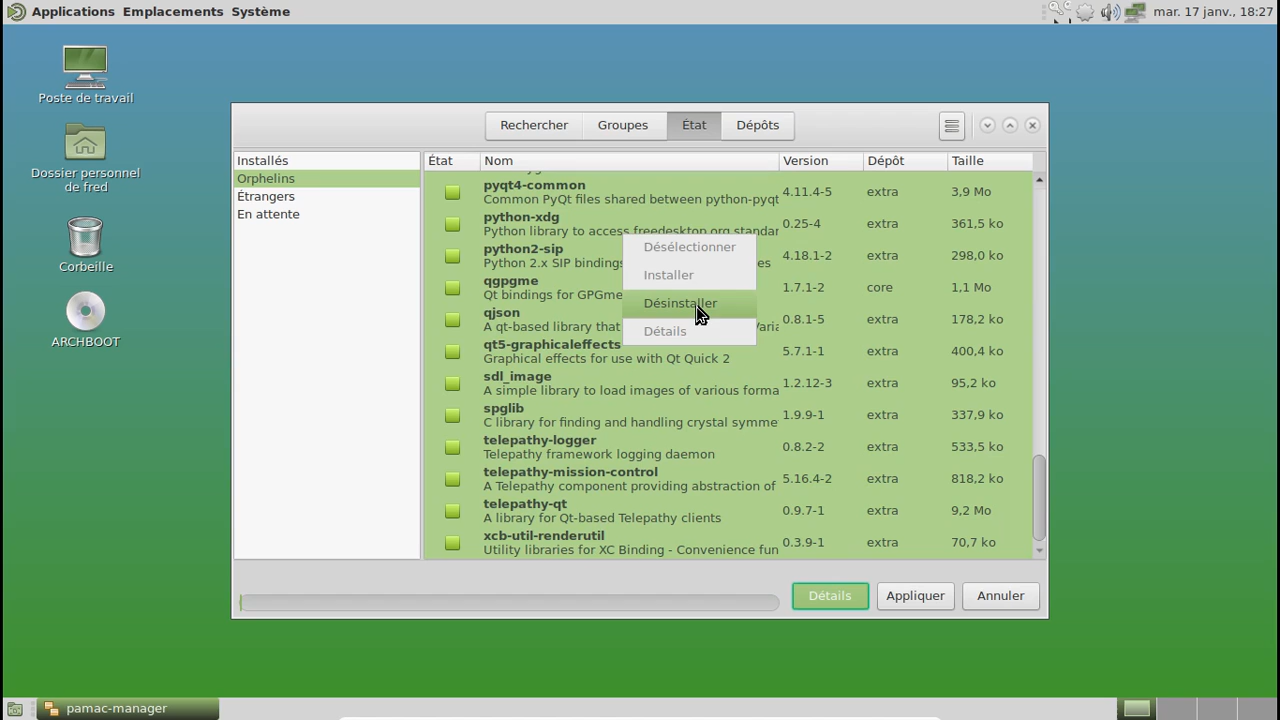 Applications Emplacements Système
mar. 17 janv., 18:27
Poste de travail
Dossier personnel
de fred
Corbeille
ARCHBOOT
Rechercher Groupes État Dépôts
Installés
Orphelins
Étrangers
En attente
État Nom Version Dépôt Taille
pyqt4-common
Common PyQt files shared between python-pyqt
4.11.4-5 extra 3,9 Mo
python-xdg
Python library to access freedesktop.org standar
0.25-4 extra 361,5 ko
python2-sip
Python 2.x SIP bindings
4.18.1-2 extra 298,0 ko
qgpgme
Qt bindings for GPGme
1.7.1-2 core 1,1 Mo
qjson
A qt-based library that
0.8.1-5 extra 178,2 ko
qt5-graphicaleffects
Graphical effects for use with Qt Quick 2
5.7.1-1 extra 400,4 ko
sdl_image
A simple library to load images of various forma
1.2.12-3 extra 95,2 ko
spglib
C library for finding and handling crystal symme
1.9.9-1 extra 337,9 ko
telepathy-logger
Telepathy framework logging daemon
0.8.2-2 extra 533,5 ko
telepathy-mission-control
A Telepathy component providing abstraction of
5.16.4-2 extra 818,2 ko
telepathy-qt
A library for Qt-based Telepathy clients
0.9.7-1 extra 9,2 Mo
xcb-util-renderutil
Utility libraries for XC Binding - Convenience fun
0.3.9-1 extra 70,7 ko
Désélectionner
Installer
Désinstaller
Détails
Détails Appliquer Annuler
pamac-manager